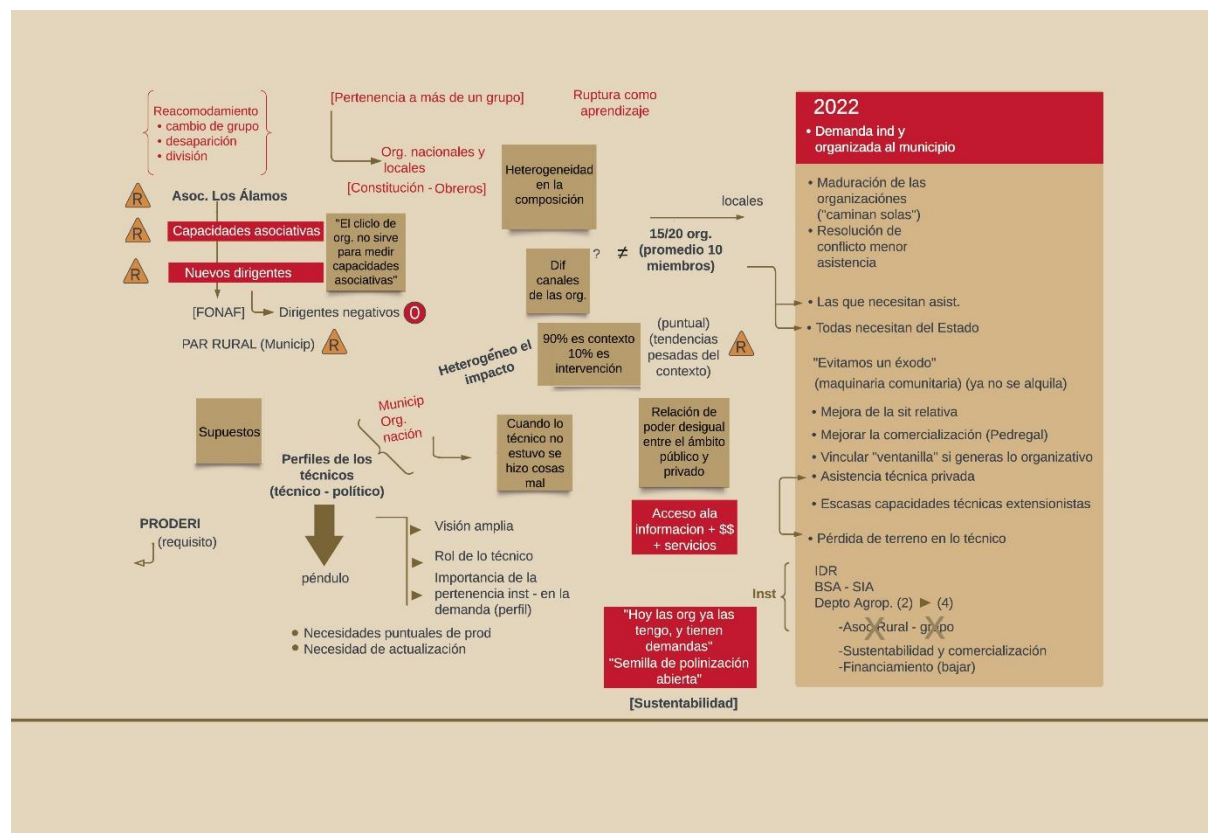 Reacomodamiento
• cambio de grupo
• desaparición
• división
[Pertenencia a más de un grupo]
Ruptura como
aprendizaje
Org. nacionales y
locales
[Constitución - Obreros]
Heterogeneidad
en la
composición
R
Asoc. Los Álamos
R
Capacidades asociativas
R
Nuevos dirigentes
"El cliclo de
org. no sirve
para medir
capacidades
asociativas"
[FONAF]
Dirigentes negativos
O
PAR RURAL (Municip)
R
locales
15/20 org.
(promedio 10
miembros)
≠
?
Dif
canales
de las org.
Heterogéneo el
impacto
90% es contexto
10% es
intervención
(puntual)
(tendencias
pesadas del
contexto)
R
Supuestos
Municip
Org.
nación
Perfiles de los
técnicos
(técnico - político)
Cuando lo
técnico no
estuvo se
hizo cosas
mal
Relación de
poder desigual
entre el ámbito
público y
privado
Acceso ala
informacion + $$
+ servicios
PRODERI
(requisito)
péndulo
Visión amplia
Rol de lo técnico
Importancia de la
pertenencia inst - en la
demanda (perfil)
• Necesidades puntuales de prod
• Necesidad de actualización
"Hoy las org ya las
tengo, y tienen
demandas"
"Semilla de polinización
abierta"
[Sustentabilidad]
2022
• Demanda ind y
organizada al municipio
• Maduración de las
organizaciónes
("caminan solas")
• Resolución de
conflicto menor
asistencia
• Las que necesitan asist.
• Todas necesitan del Estado
"Evitamos un éxodo"
(maquinaria comunitaria) (ya no se alquila)
• Mejora de la sit relativa
• Mejorar la comercialización (Pedregal)
• Vincular "ventanilla" si generas lo organizativo
• Asistencia técnica privada
• Escasas capacidades técnicas extensionistas
• Pérdida de terreno en lo técnico
Inst
IDR
BSA - SIA
Depto Agrop. (2) ► (4)
-Asoc Rural - grupo
X X
-Sustentabilidad y comercialización
-Financiamiento (bajar)